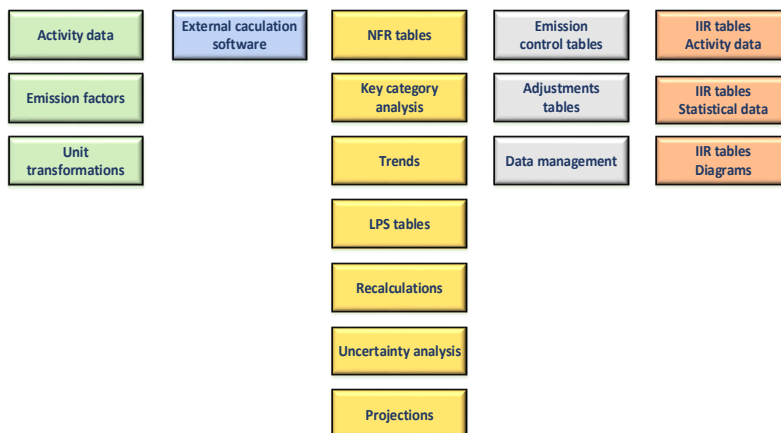 Activity data
External caculation
software
NFR tables
Emission
control tables
IIR tables
Activity data
Emission factors
Key category
analysis
Adjustments
tables
IIR tables
Statistical data
Unit
transformations
Trends
Data management
IIR tables
Diagrams
LPS tables
Recalculations
Uncertainty analysis
Projections